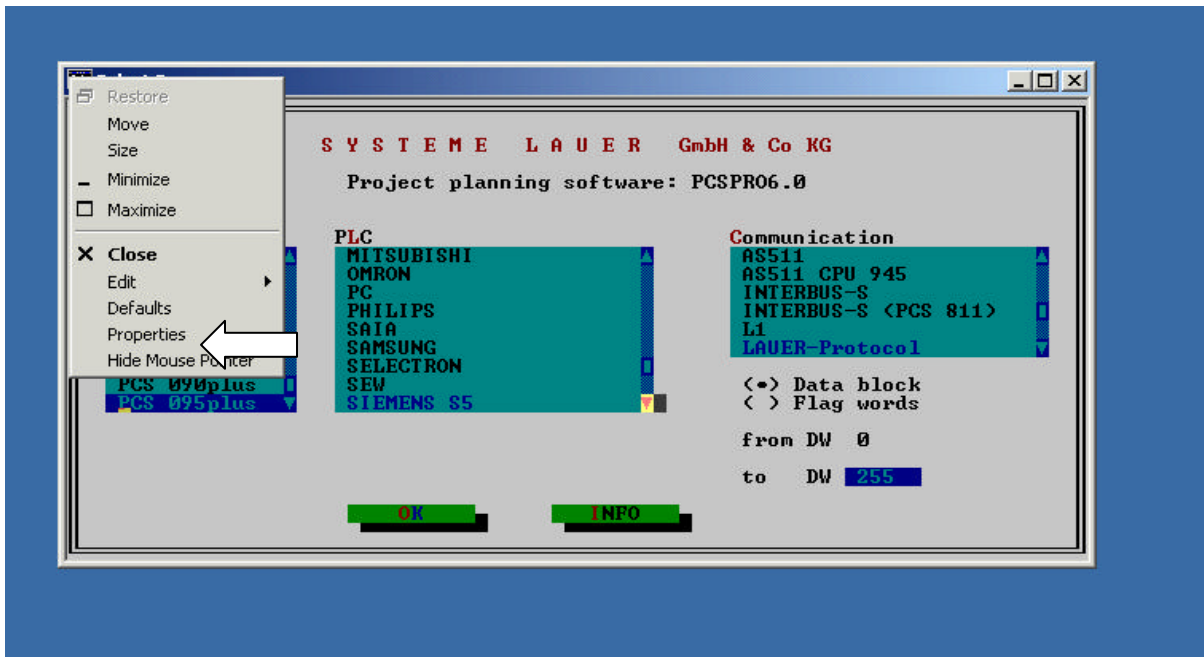 Restore
Move
Size
Minimize
Maximize
Close
Edit
Defaults
Properties
Hide Mouse Pointer
S Y S T E M E L A U E R GmbH & Co KG
Project planning software: PCSPRO6.0
PCS 090plus
PCS 095plus
PLC
MITSUBISHI
OMRON
PC
PHILIPS
SAIA
SAMSUNG
SELECTRON
SEW
SIEMENS S5
Communication
AS511
AS511 CPU 945
INTERBUS-S
INTERBUS-S (PCS 811)
L1
LAUER-Protocol
(•) Data block
( ) Flag words
from DW 0
to DW 255
OK INFO